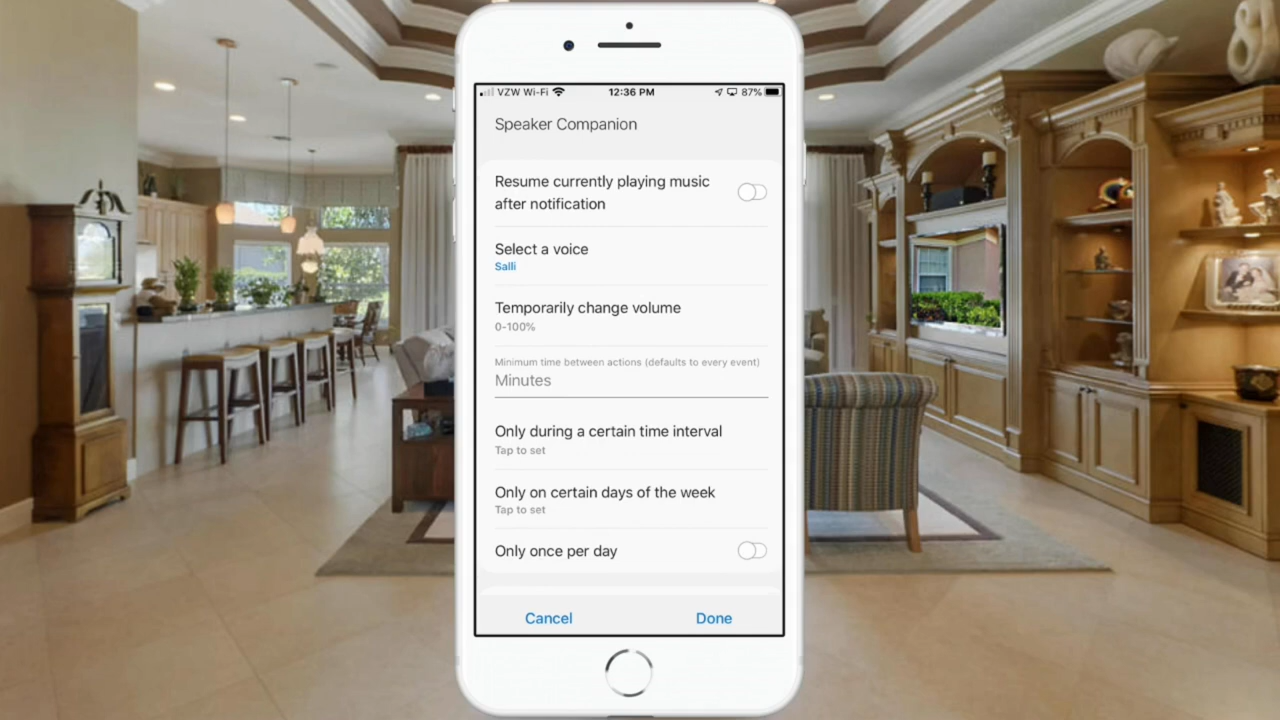 VZW Wi-Fi 12:36 PM 87%
Speaker Companion
Resume currently playing music
after notification
Select a voice
Salli
Temporarily change volume
0-100%
Minimum time between actions (defaults to every event)
Minutes
Only during a certain time interval
Tap to set
Only on certain days of the week
Tap to set
Only once per day
Cancel Done